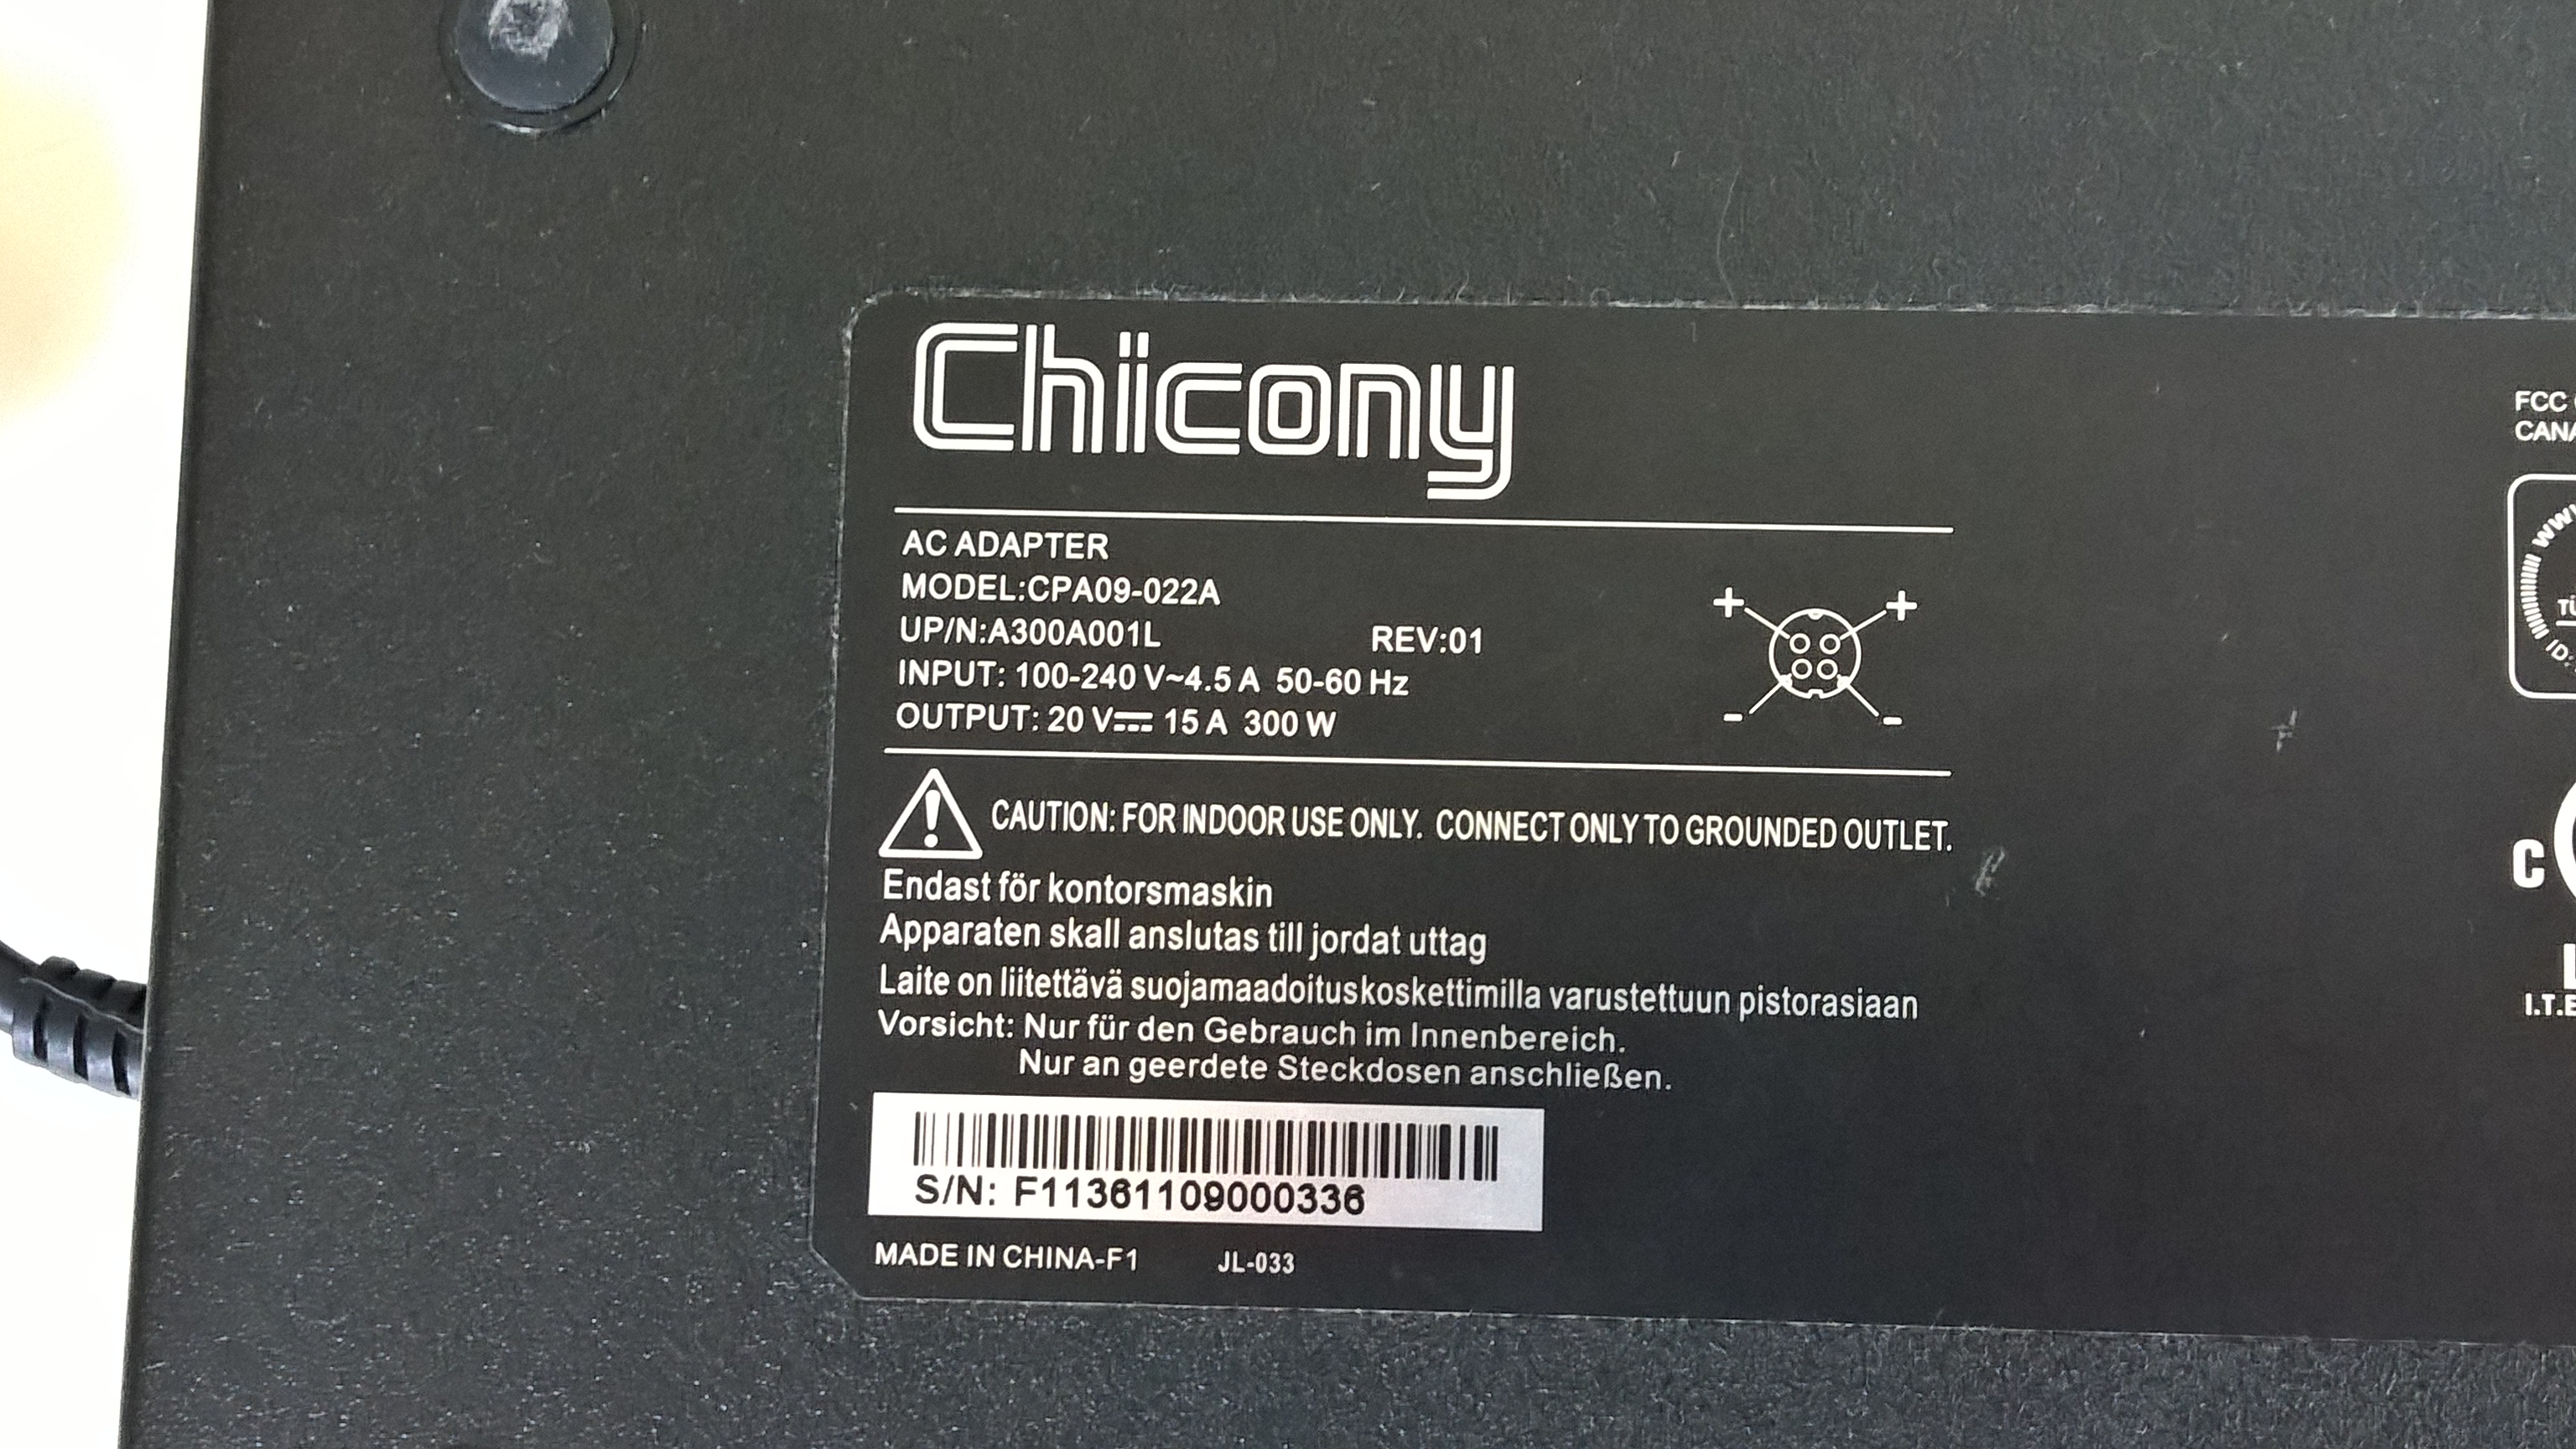 Chicony
AC ADAPTER
MODEL:CPA09-022A
UP/N:A300A001L REV:01
INPUT: 100-240 V~4.5 A 50-60 Hz
OUTPUT: 20 V⎓ 15 A 300 W
+ +
- -
CAUTION: FOR INDOOR USE ONLY. CONNECT ONLY TO GROUNDED OUTLET.
Endast för kontorsmaskin
Apparaten skall anslutas till jordat uttag
Laite on liitettävä suojamaadoituskoskettimilla varustettuun pistorasiaan
Vorsicht: Nur für den Gebrauch im Innenbereich.
Nur an geerdete Steckdosen anschließen.
S/N: F11361109000336
MADE IN CHINA-F1 JL-033
FCC
C
I.T.E